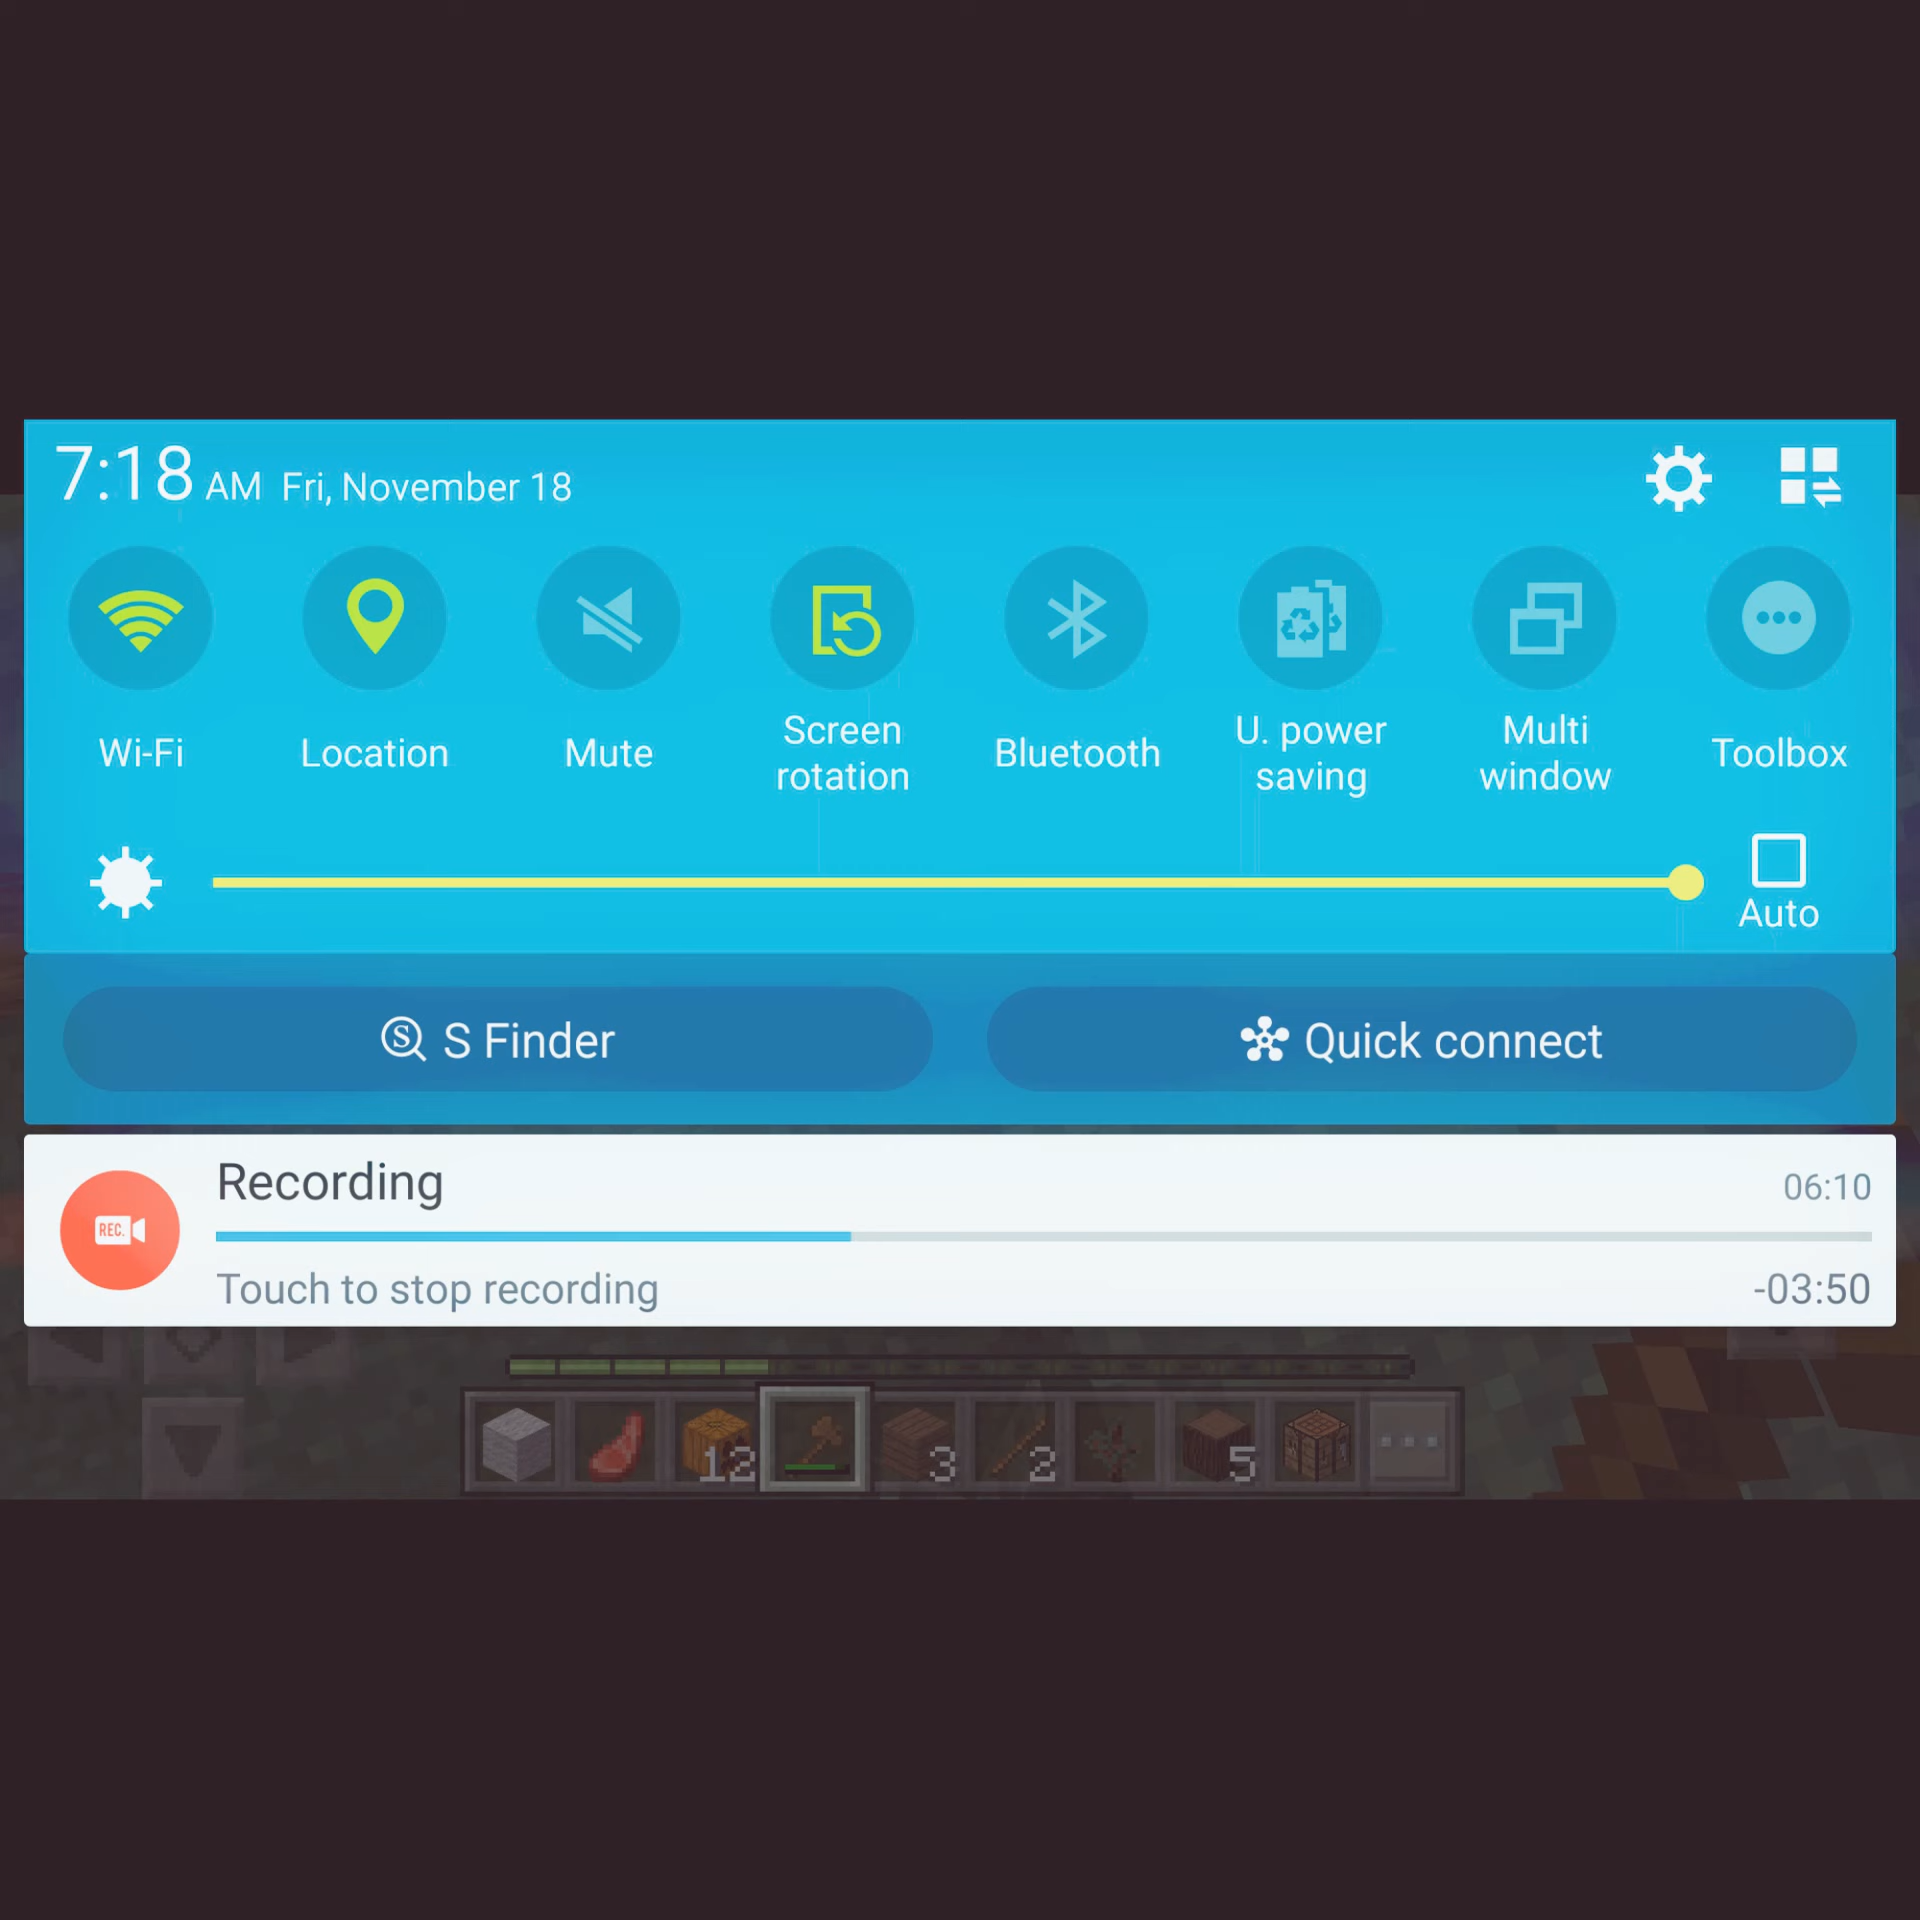 7:18 AM Fri, November 18
Wi-Fi
Location
Mute
Screen
rotation
Bluetooth
U. power
saving
Multi
window
Toolbox
Auto
S S Finder
Quick connect
Recording
06:10
REC.
Touch to stop recording
-03:50
12
3
2
5